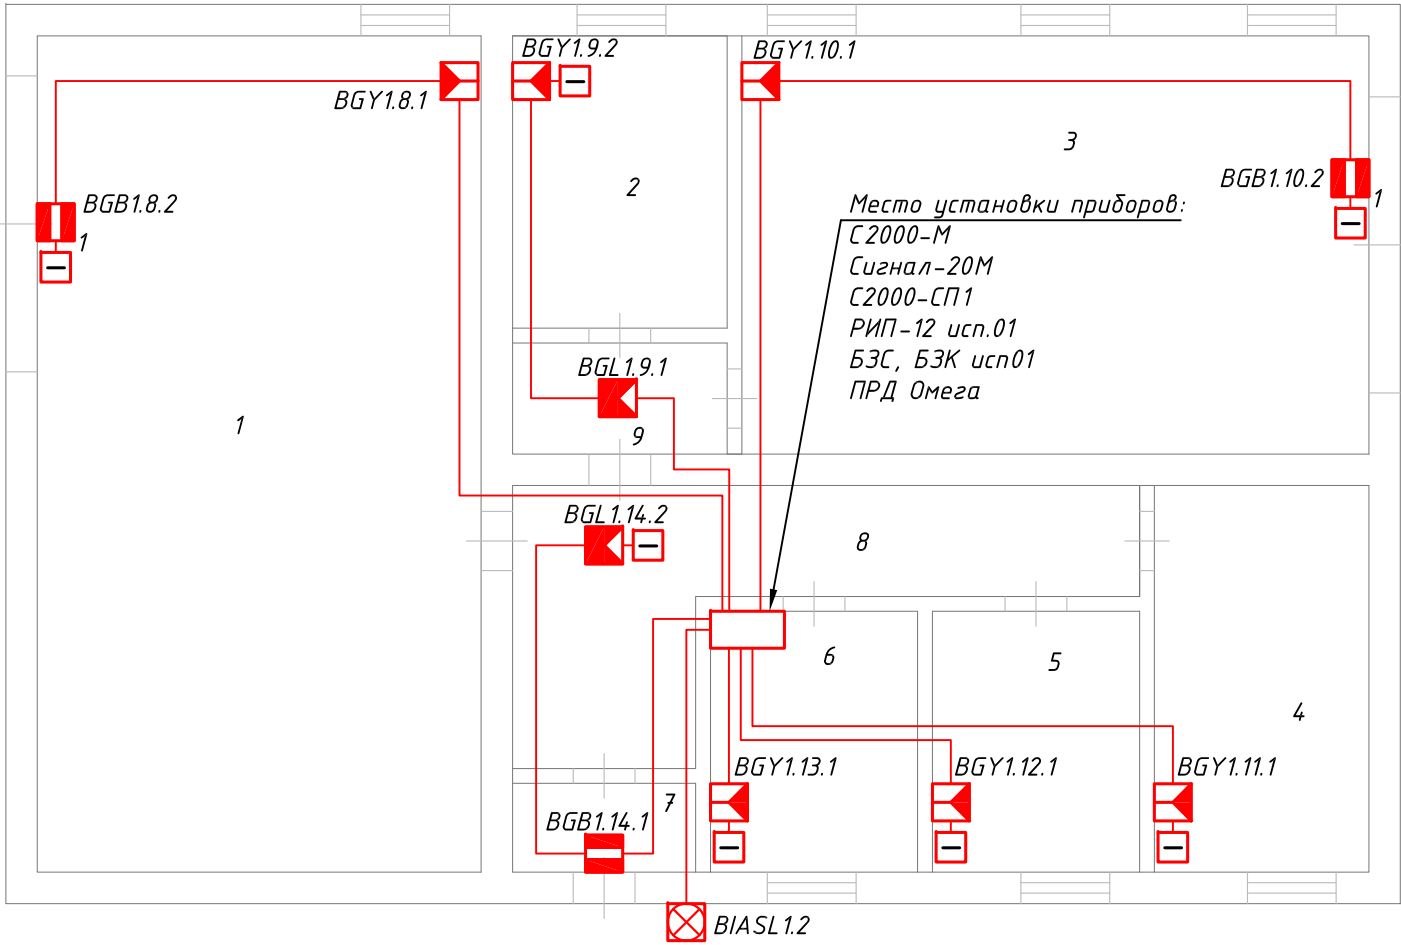 BGY1.9.2
BGY1.10.1
BGY1.8.1
3
BGB1.10.2
1
2
BGB1.8.2
1
Место установки приборов:
С2000-М
Сигнал-20М
С2000-СП1
РИП-12 исп.01
БЗС, БЗК исп01
ПРД Омега
BGL1.9.1
1
9
BGL1.14.2
8
6
5
4
BGY1.13.1
BGY1.12.1
BGY1.11.1
7
BGB1.14.1
BIASL1.2